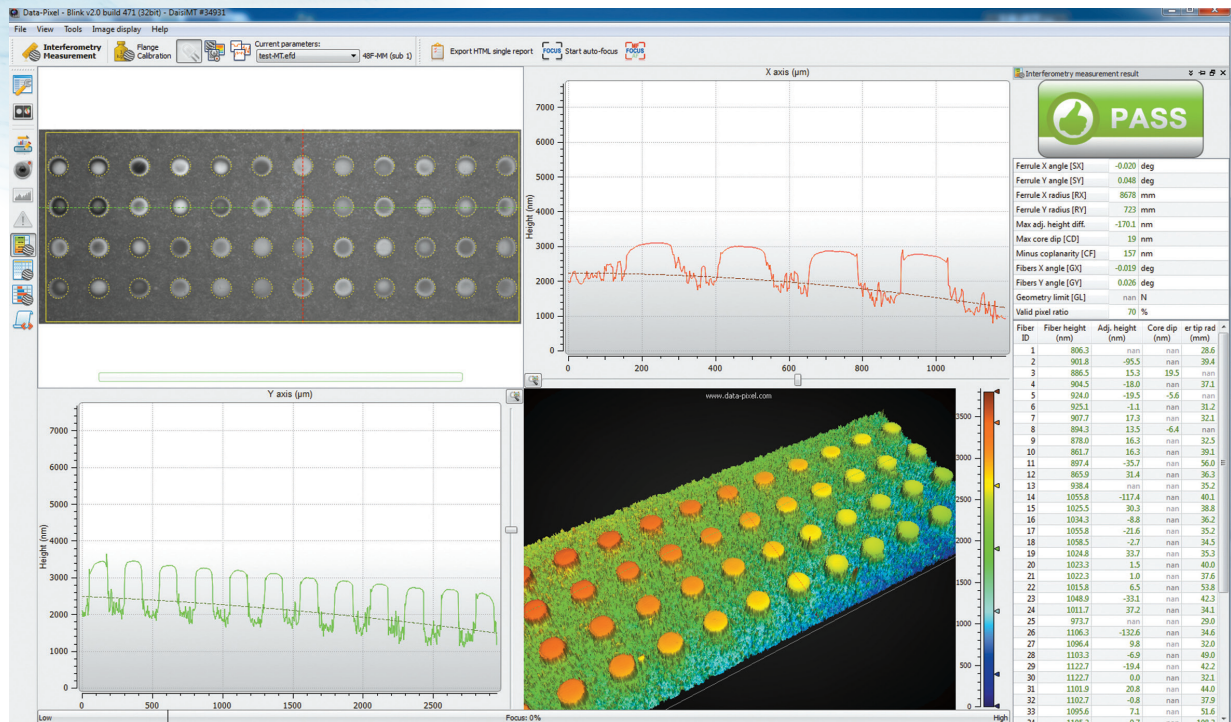 Data-Pixel - Blink v2.0 build 471 (32bit) - DaisiMT #34931
File View Tools Image display Help
Interferometry Measurement
Flange Calibration
Current parameters:
test-MT.efd
48F-MM (sub 1)
Export HTML single report
FOCUS Start auto-focus
FOCUS
X axis (µm)
Height (nm)
7000
6000
5000
4000
3000
2000
1000
0
0 200 400 600 800 1000
Y axis (µm)
Height (nm)
7000
6000
5000
4000
3000
2000
1000
0
0 500 1000 1500 2000 2500
www.data-pixel.com
3500
3000
2500
2000
1500
1000
500
0
Low Focus: 0% High
Interferometry measurement result
PASS
Ferrule X angle [SX] -0.020 deg
Ferrule Y angle [SY] 0.048 deg
Ferrule X radius [RX] 8678 mm
Ferrule Y radius [RY] 723 mm
Max adj. height diff. -170.1 nm
Max core dip [CD] 19 nm
Minus coplanarity [CF] 157 nm
Fibers X angle [GX] -0.019 deg
Fibers Y angle [GY] 0.026 deg
Geometry limit [GL] nan N
Valid pixel ratio 70 %
Fiber ID Fiber height (nm) Adj. height (nm) Core dip (nm) er tip rad (mm)
1 806.3 nan nan 28.6
2 901.8 -95.5 nan 39.4
3 886.5 15.3 19.5 nan
4 904.5 -18.0 nan 37.1
5 924.0 -19.5 -5.6 nan
6 925.1 -1.1 nan 31.2
7 907.7 17.3 nan 32.1
8 894.3 13.5 -6.4 nan
9 878.0 16.3 nan 32.5
10 861.7 16.3 nan 39.1
11 897.4 -35.7 nan 56.0
12 865.9 31.4 nan 36.3
13 938.4 nan nan 35.2
14 1055.8 -117.4 nan 40.1
15 1025.5 30.3 nan 38.8
16 1034.3 -8.8 nan 36.2
17 1055.8 -21.6 nan 35.2
18 1058.5 -2.7 nan 34.5
19 1024.8 33.7 nan 35.3
20 1023.3 1.5 nan 40.0
21 1022.3 1.0 nan 37.6
22 1015.8 6.5 nan 53.8
23 1048.9 -33.1 nan 42.3
24 1011.7 37.2 nan 34.1
25 973.7 nan nan 29.0
26 1106.3 -132.6 nan 34.6
27 1096.4 9.8 nan 32.0
28 1103.3 -6.9 nan 49.0
29 1122.7 -19.4 nan 42.2
30 1122.7 0.0 nan 32.1
31 1101.9 20.8 nan 44.0
32 1102.7 -0.8 nan 37.9
33 1095.6 7.1 nan 51.6